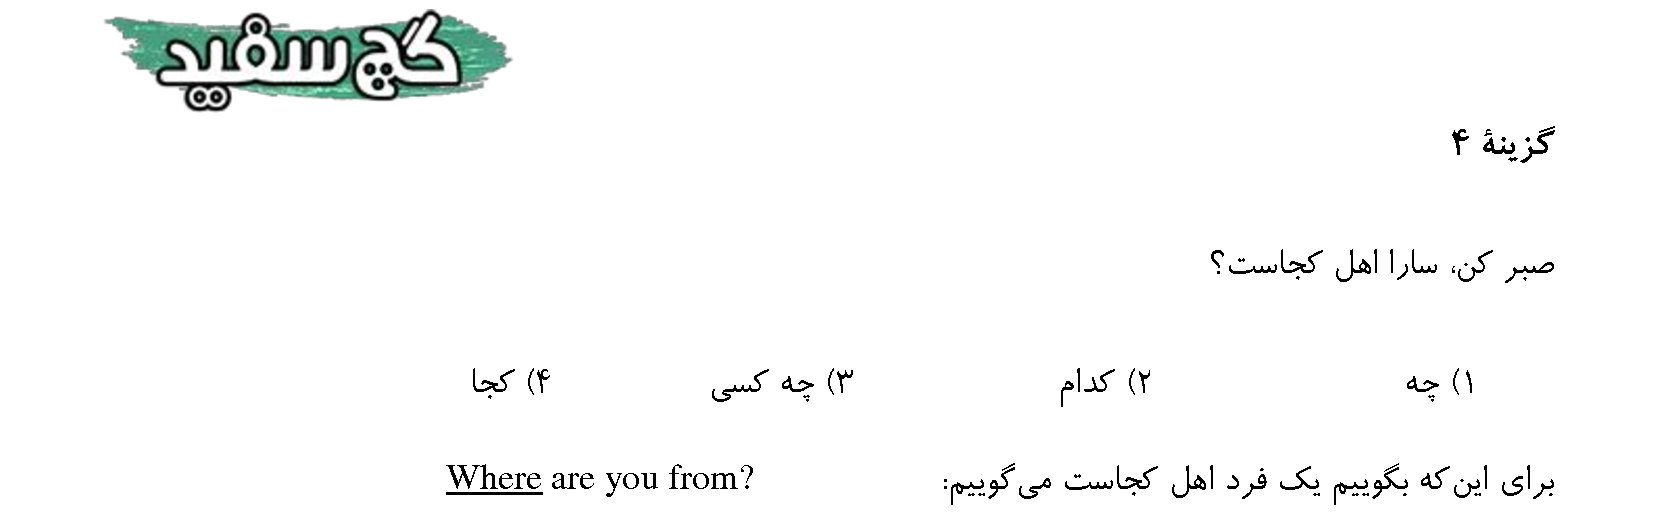 گچ سفید
گزینهٔ ۴
صبر کن، سارا اهل کجاست؟
۱) چه ۲) کدام ۳) چه کسی ۴) کجا
برای این‌که بگوییم یک فرد اهل کجاست می‌گوییم: Where are you from?